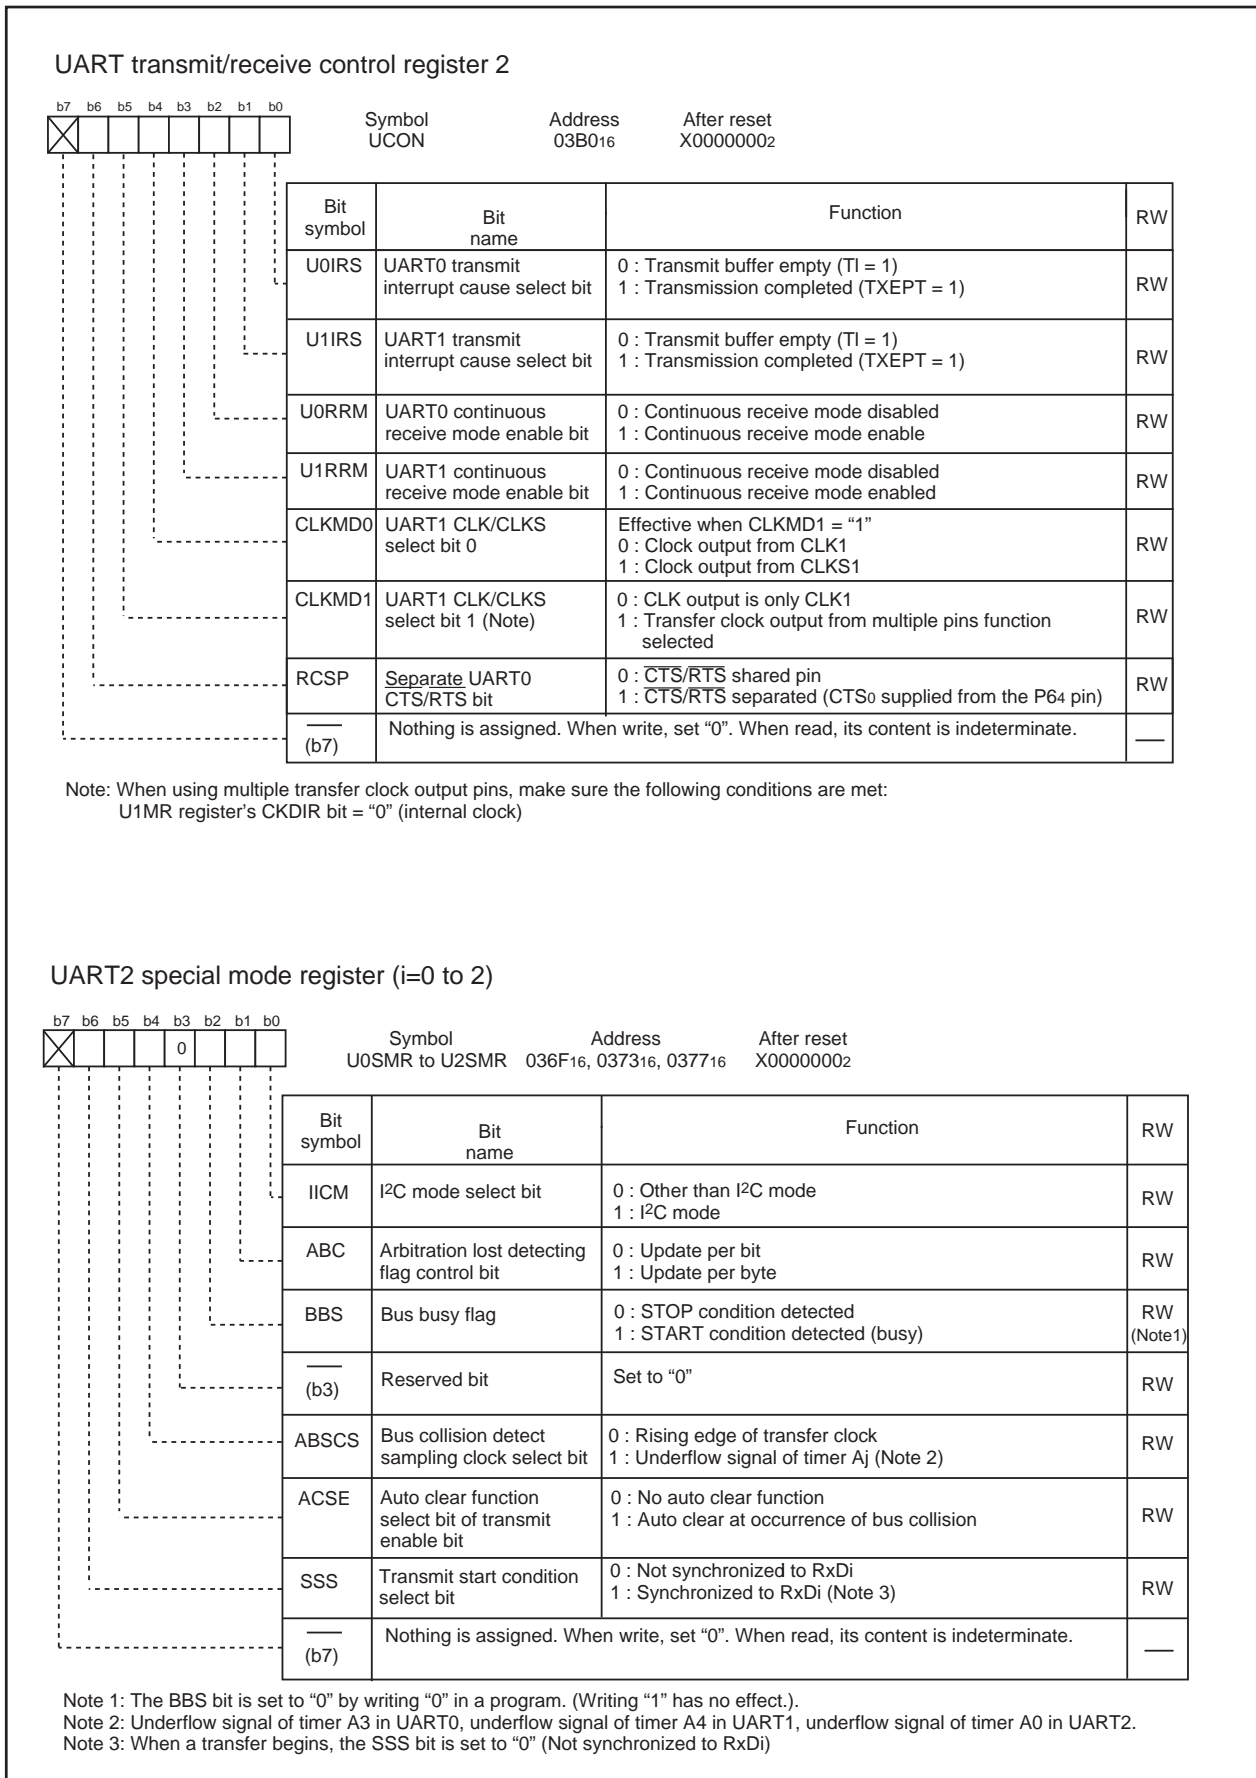 UART transmit/receive control register 2
b7 b6 b5 b4 b3 b2 b1 b0
Symbol Address After reset
UCON 03B016 X00000002
Bit symbol Bit name Function RW
U0IRS UART0 transmit interrupt cause select bit 0 : Transmit buffer empty (TI = 1) RW
1 : Transmission completed (TXEPT = 1)
U1IRS UART1 transmit interrupt cause select bit 0 : Transmit buffer empty (TI = 1) RW
1 : Transmission completed (TXEPT = 1)
U0RRM UART0 continuous receive mode enable bit 0 : Continuous receive mode disabled RW
1 : Continuous receive mode enable
U1RRM UART1 continuous receive mode enable bit 0 : Continuous receive mode disabled RW
1 : Continuous receive mode enabled
CLKMD0 UART1 CLK/CLKS select bit 0 Effective when CLKMD1 = “1” RW
0 : Clock output from CLK1
1 : Clock output from CLKS1
CLKMD1 UART1 CLK/CLKS select bit 1 (Note) 0 : CLK output is only CLK1 RW
1 : Transfer clock output from multiple pins function
selected
RCSP Separate UART0 CTS/RTS bit 0 : CTS/RTS shared pin RW
1 : CTS/RTS separated (CTS0 supplied from the P64 pin)
(b7) Nothing is assigned. When write, set “0”. When read, its content is indeterminate.
Note: When using multiple transfer clock output pins, make sure the following conditions are met:
U1MR register’s CKDIR bit = “0” (internal clock)
UART2 special mode register (i=0 to 2)
b7 b6 b5 b4 b3 b2 b1 b0
0
Symbol Address After reset
U0SMR to U2SMR 036F16, 037316, 037716 X00000002
Bit symbol Bit name Function RW
IICM I2C mode select bit 0 : Other than I2C mode RW
1 : I2C mode
ABC Arbitration lost detecting flag control bit 0 : Update per bit RW
1 : Update per byte
BBS Bus busy flag 0 : STOP condition detected RW
1 : START condition detected (busy) (Note1)
(b3) Reserved bit Set to “0” RW
ABSCS Bus collision detect sampling clock select bit 0 : Rising edge of transfer clock RW
1 : Underflow signal of timer Aj (Note 2)
ACSE Auto clear function select bit of transmit enable bit 0 : No auto clear function RW
1 : Auto clear at occurrence of bus collision
SSS Transmit start condition select bit 0 : Not synchronized to RxDi RW
1 : Synchronized to RxDi (Note 3)
(b7) Nothing is assigned. When write, set “0”. When read, its content is indeterminate.
Note 1: The BBS bit is set to “0” by writing “0” in a program. (Writing “1” has no effect.).
Note 2: Underflow signal of timer A3 in UART0, underflow signal of timer A4 in UART1, underflow signal of timer A0 in UART2.
Note 3: When a transfer begins, the SSS bit is set to “0” (Not synchronized to RxDi)